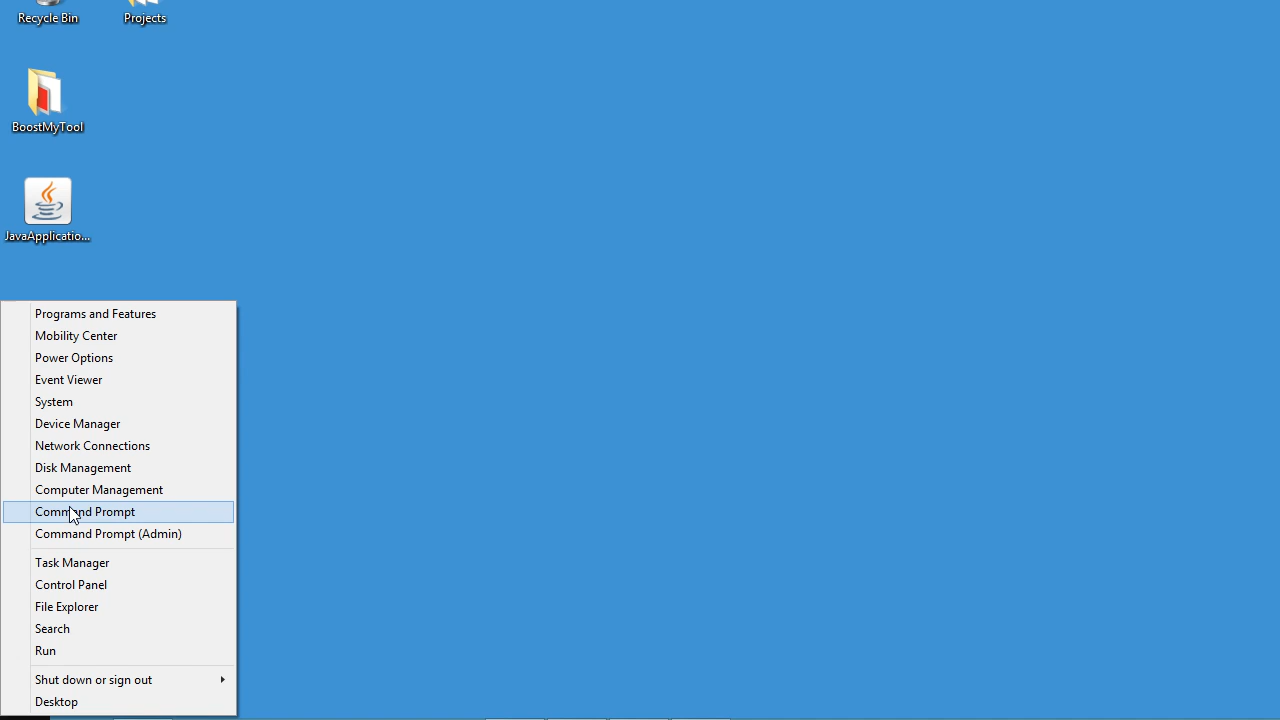 Recycle Bin
Projects
BoostMyTool
JavaApplicatio...
Programs and Features
Mobility Center
Power Options
Event Viewer
System
Device Manager
Network Connections
Disk Management
Computer Management
Command Prompt
Command Prompt (Admin)
Task Manager
Control Panel
File Explorer
Search
Run
Shut down or sign out
Desktop